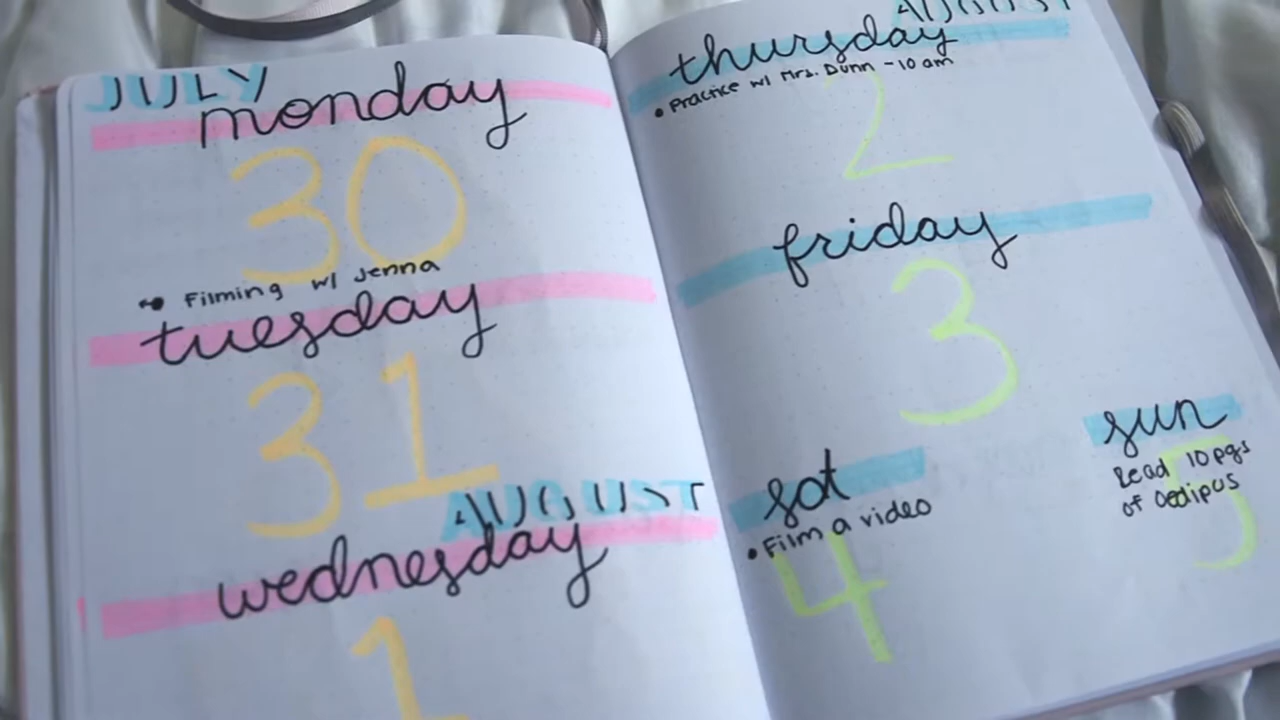 JULY
monday
30
Filming w/ Jenna
tuesday
31
AUGUST
wednesday
1
AUGUST
thursday
• Practice w/ Mrs. Dunn - 10 am
2
friday
3
sat
• Film a video
4
sun
Read 10 pgs
of Oedipus
5